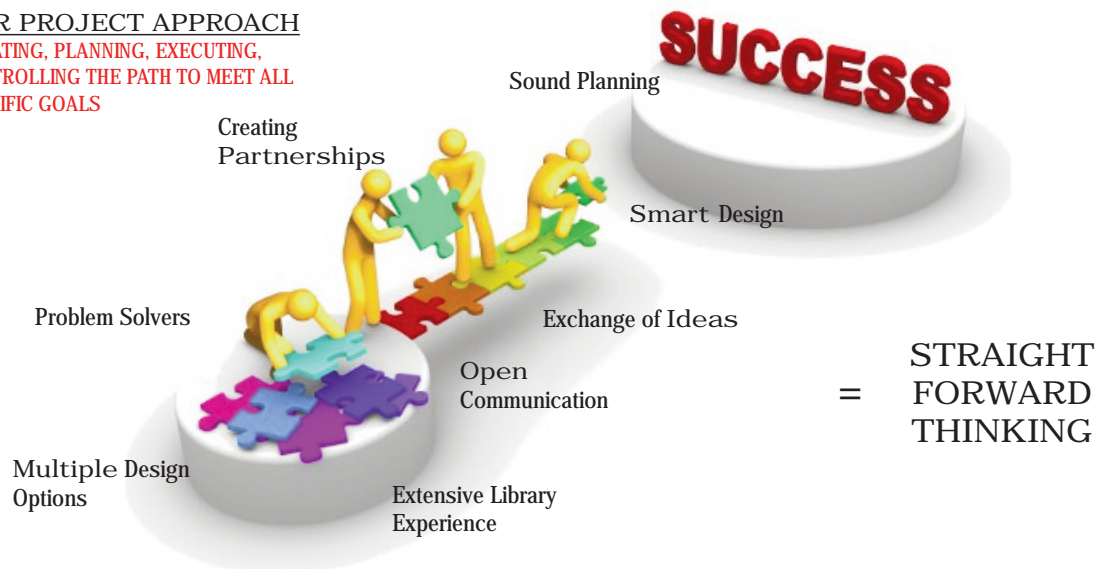 R PROJECT APPROACH
ATING, PLANNING, EXECUTING,
TROLLING THE PATH TO MEET ALL
IFIC GOALS
SUCCESS
Sound Planning
Creating
Partnerships
Smart Design
Problem Solvers
Exchange of Ideas
Open
Communication
= STRAIGHT
FORWARD
THINKING
Multiple Design
Options
Extensive Library
Experience